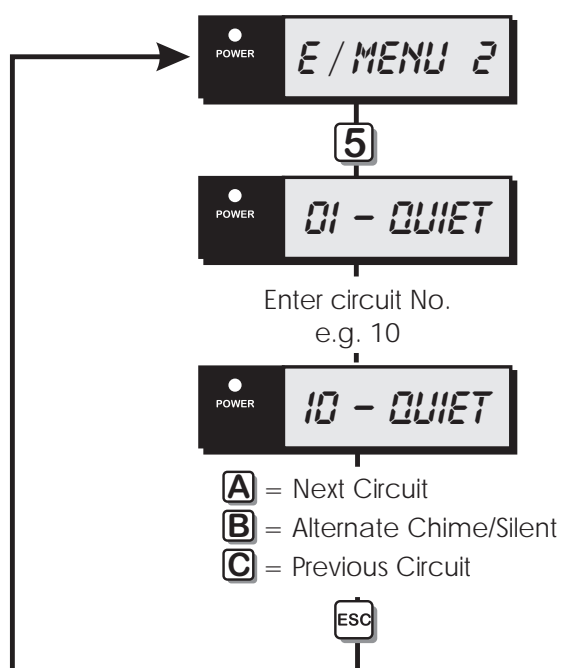 POWER
E/MENU 2
5
POWER
01 - QUIET
Enter circuit No.
e.g. 10
POWER
10 - QUIET
A = Next Circuit
B = Alternate Chime/Silent
C = Previous Circuit
ESC